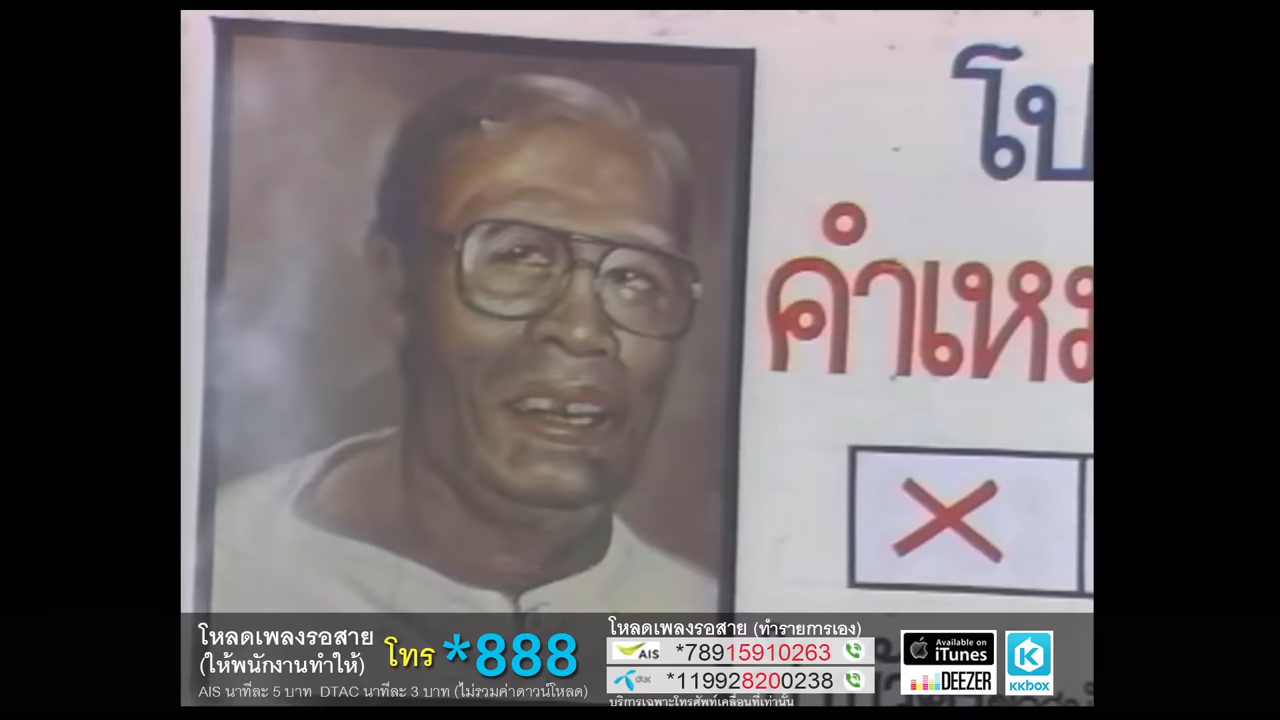 โป
คำเหม
โหลดเพลงรอสาย
(ให้พนักงานทำให้)
โทร *888
AIS นาทีละ 5 บาท DTAC นาทีละ 3 บาท (ไม่รวมค่าดาวน์โหลด)
โหลดเพลงรอสาย (ทำรายการเอง)
AIS *78915910263
dtac *119928200238
บริการเฉพาะโทรศัพท์เคลื่อนที่เท่านั้น
Available on
iTunes
DEEZER
KKBOX